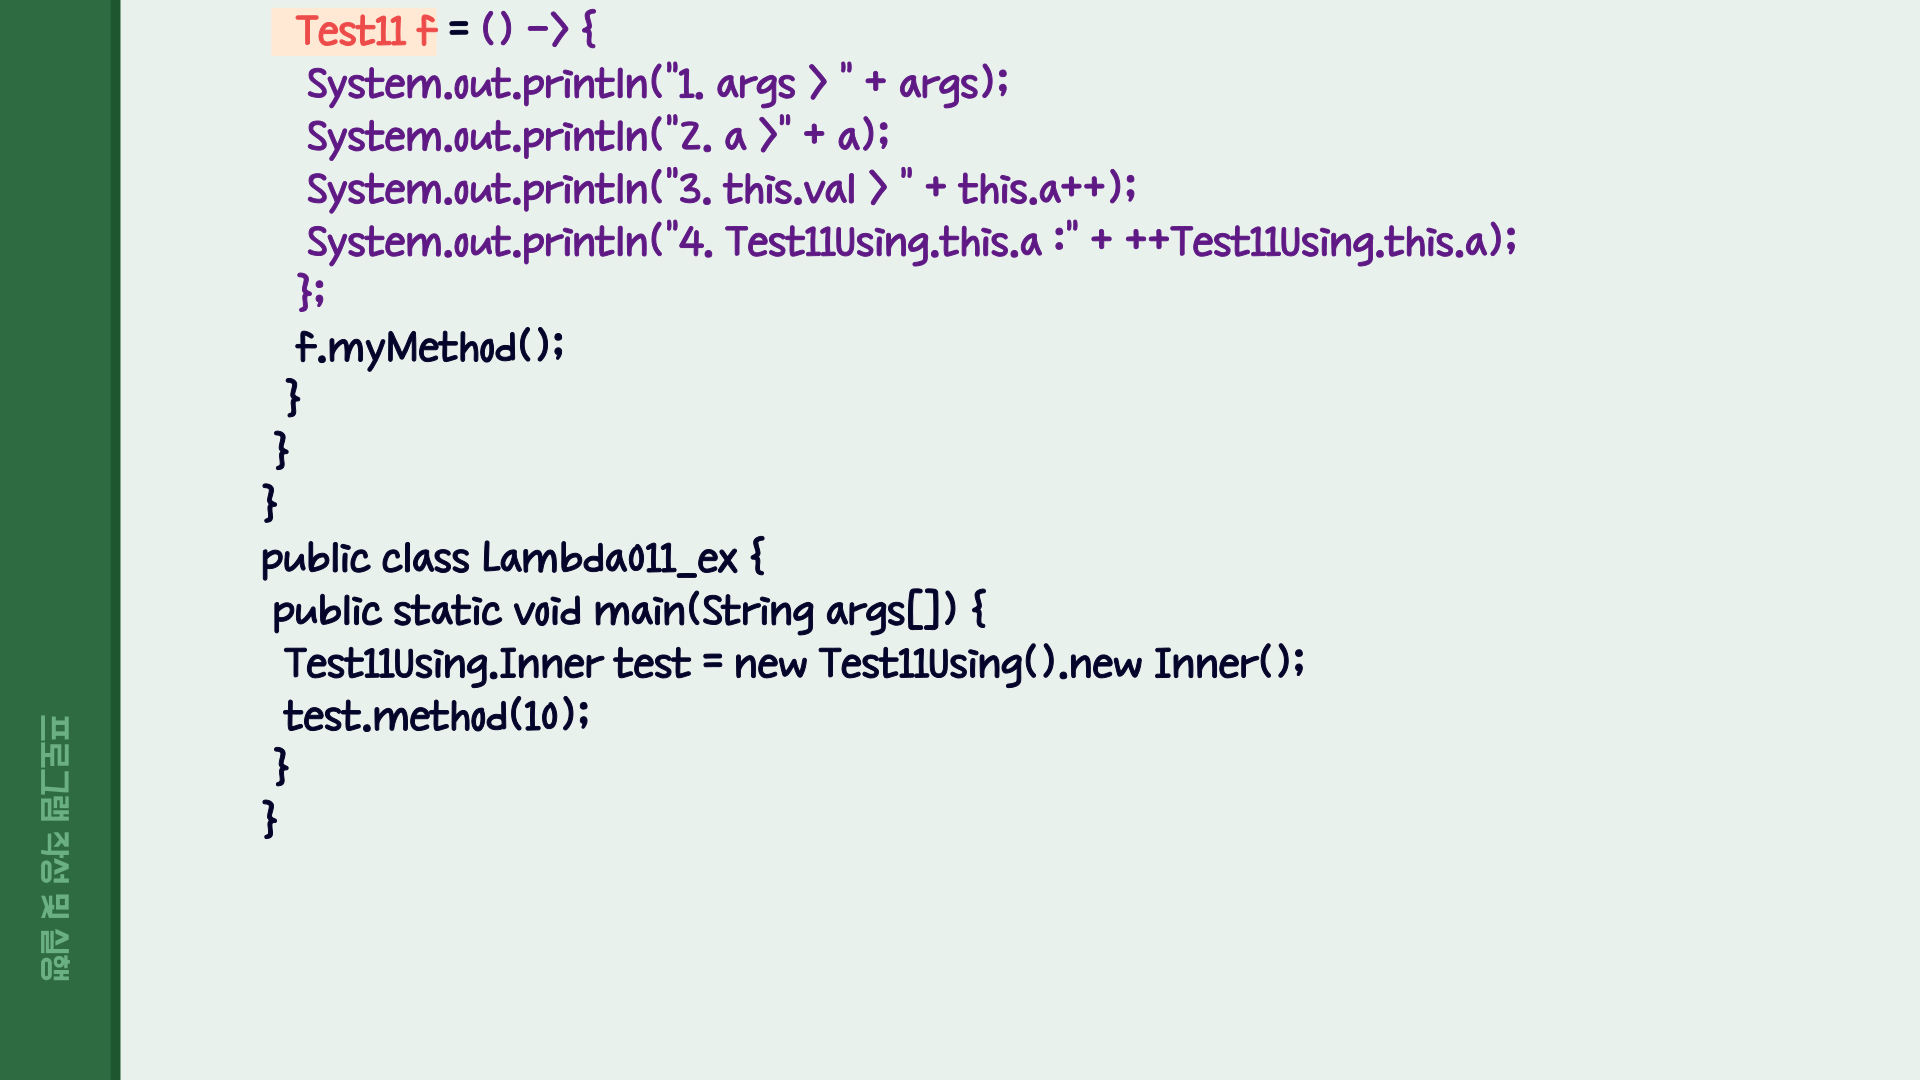 Test11 f = () -> {
System.out.println("1. args > " + args);
System.out.println("2. a >" + a);
System.out.println("3. this.val > " + this.a++);
System.out.println("4. Test11Using.this.a :" + ++Test11Using.this.a);
};
f.myMethod();
}
}
}
public class Lambda011_ex {
public static void main(String args[]) {
Test11Using.Inner test = new Test11Using().new Inner();
test.method(10);
}
}
프로그램 작성 및 실행